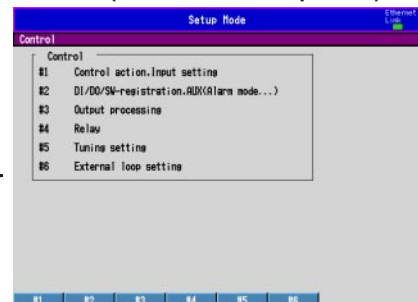 Setup Mode
Ethernet
Link
Control
Control
#1 Control action.Input setting
#2 DI/DO/SW-registration.AUX(Alarm mode...)
#3 Output processing
#4 Relay
#5 Tuning setting
#6 External loop setting
#1 #2 #3 #4 #5 #6